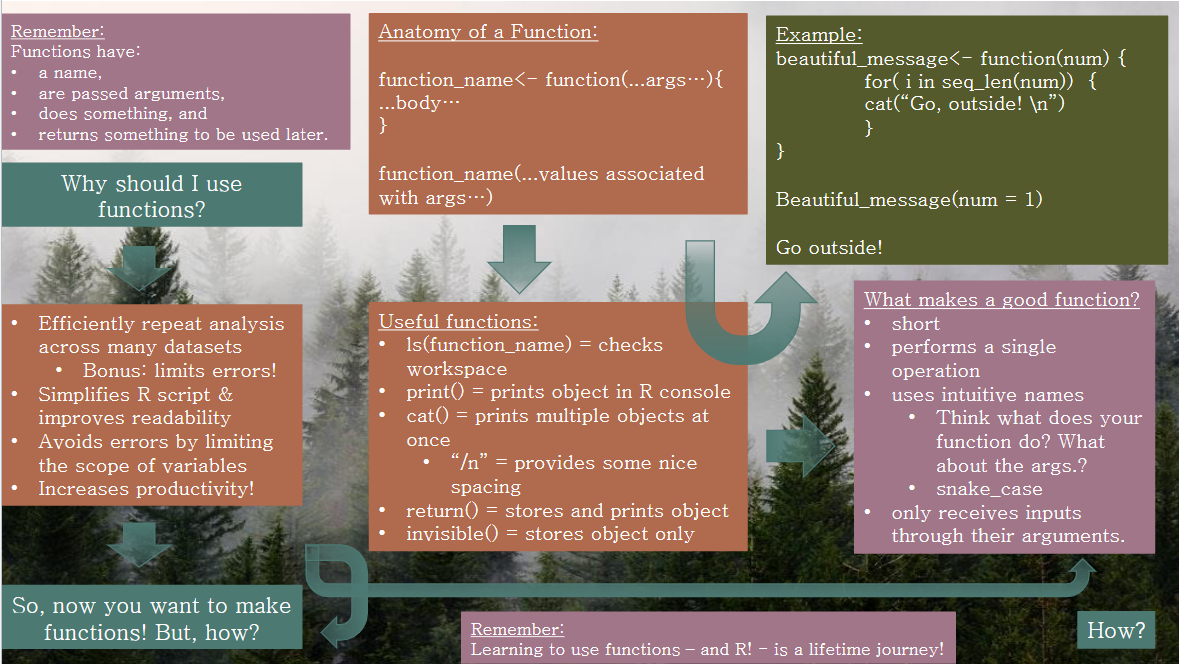 Remember:
Functions have:
• a name,
• are passed arguments,
• does something, and
• returns something to be used later.
Why should I use
functions?
• Efficiently repeat analysis
across many datasets
• Bonus: limits errors!
• Simplifies R script &
improves readability
• Avoids errors by limiting
the scope of variables
• Increases productivity!
So, now you want to make
functions! But, how?
Anatomy of a Function:
function_name<- function(…args…){
…body…
}
function_name(…values associated
with args…)
Useful functions:
• ls(function_name) = checks
workspace
• print() = prints object in R console
• cat() = prints multiple objects at
once
• “/n” = provides some nice
spacing
• return() = stores and prints object
• invisible() = stores object only
Example:
beautiful_message<- function(num) {
for( i in seq_len(num)) {
cat(“Go, outside! \n”)
}
}
Beautiful_message(num = 1)
Go outside!
What makes a good function?
• short
• performs a single
operation
• uses intuitive names
• Think what does your
function do? What
about the args.?
• snake_case
• only receives inputs
through their arguments.
How?
Remember:
Learning to use functions – and R! - is a lifetime journey!